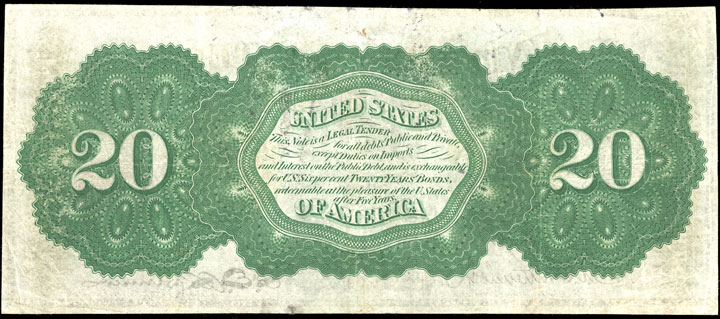 UNITED STATES
This Note is a LEGAL TENDER
for all debts Public and Private,
except Duties on Imports
and Interest on the Public Debt, and is exchangeable
for U.S. Six per cent TWENTY YEARS BONDS,
redeemable at the pleasure of the U. States
after Five Years.
OF AMERICA
20
20